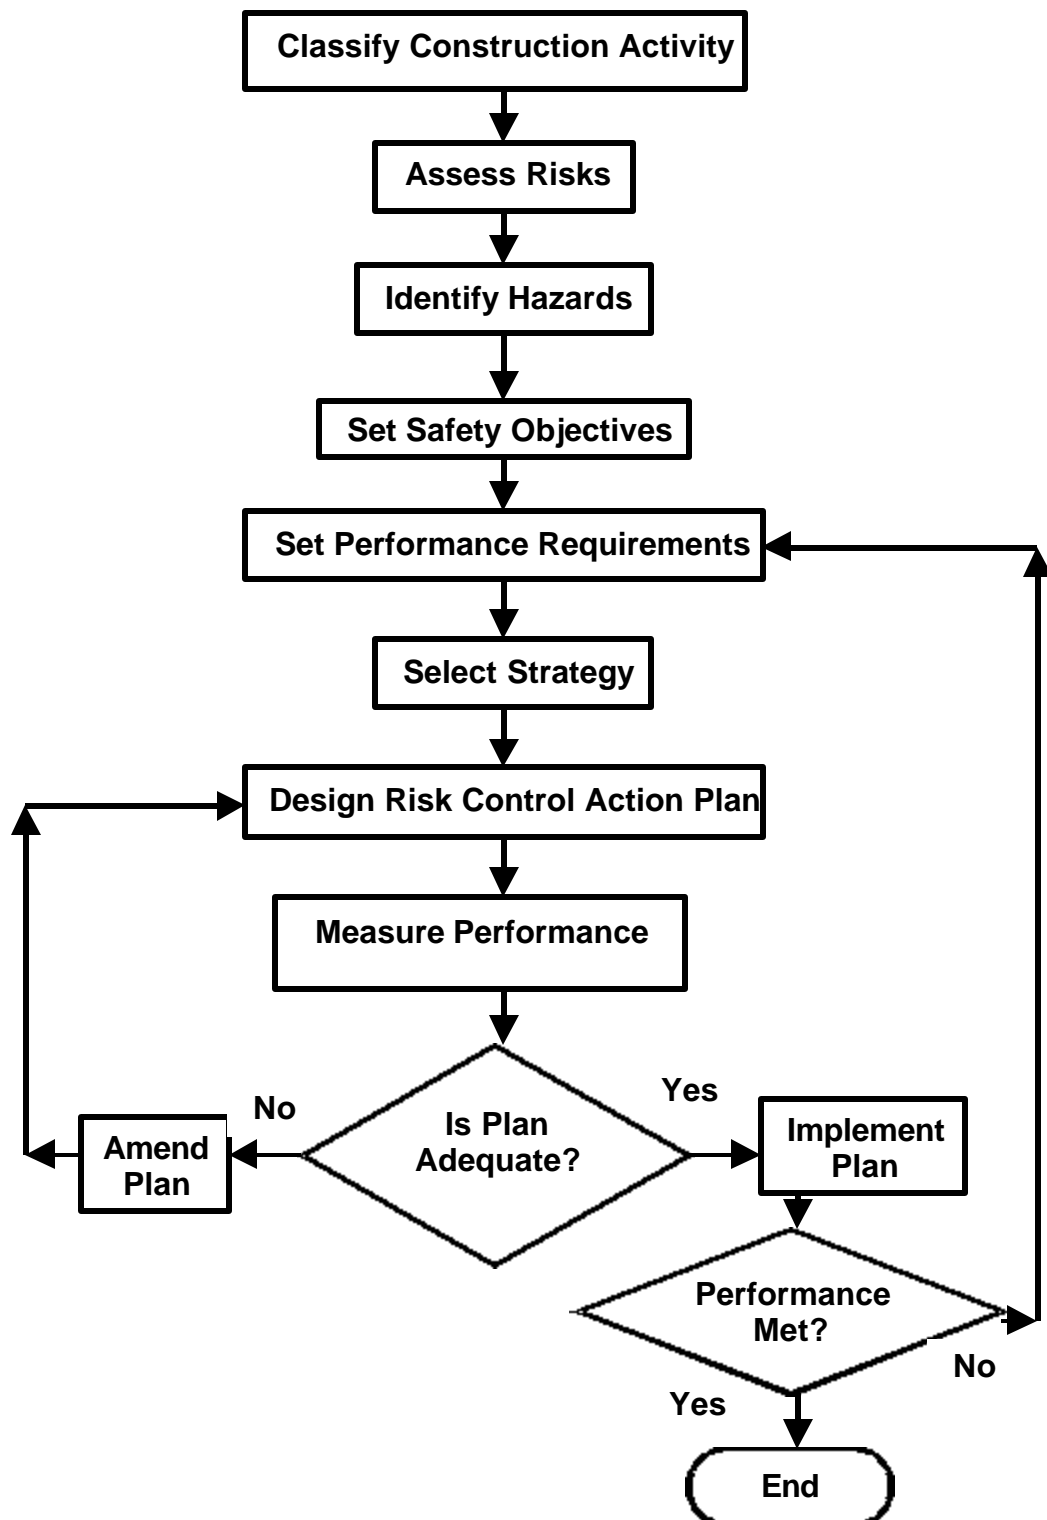 Classify Construction Activity
Assess Risks
Identify Hazards
Set Safety Objectives
Set Performance Requirements
Select Strategy
Design Risk Control Action Plan
Measure Performance
No
Is Plan
Adequate?
Yes
Amend
Plan
Implement
Plan
Performance
Met?
No
Yes
End